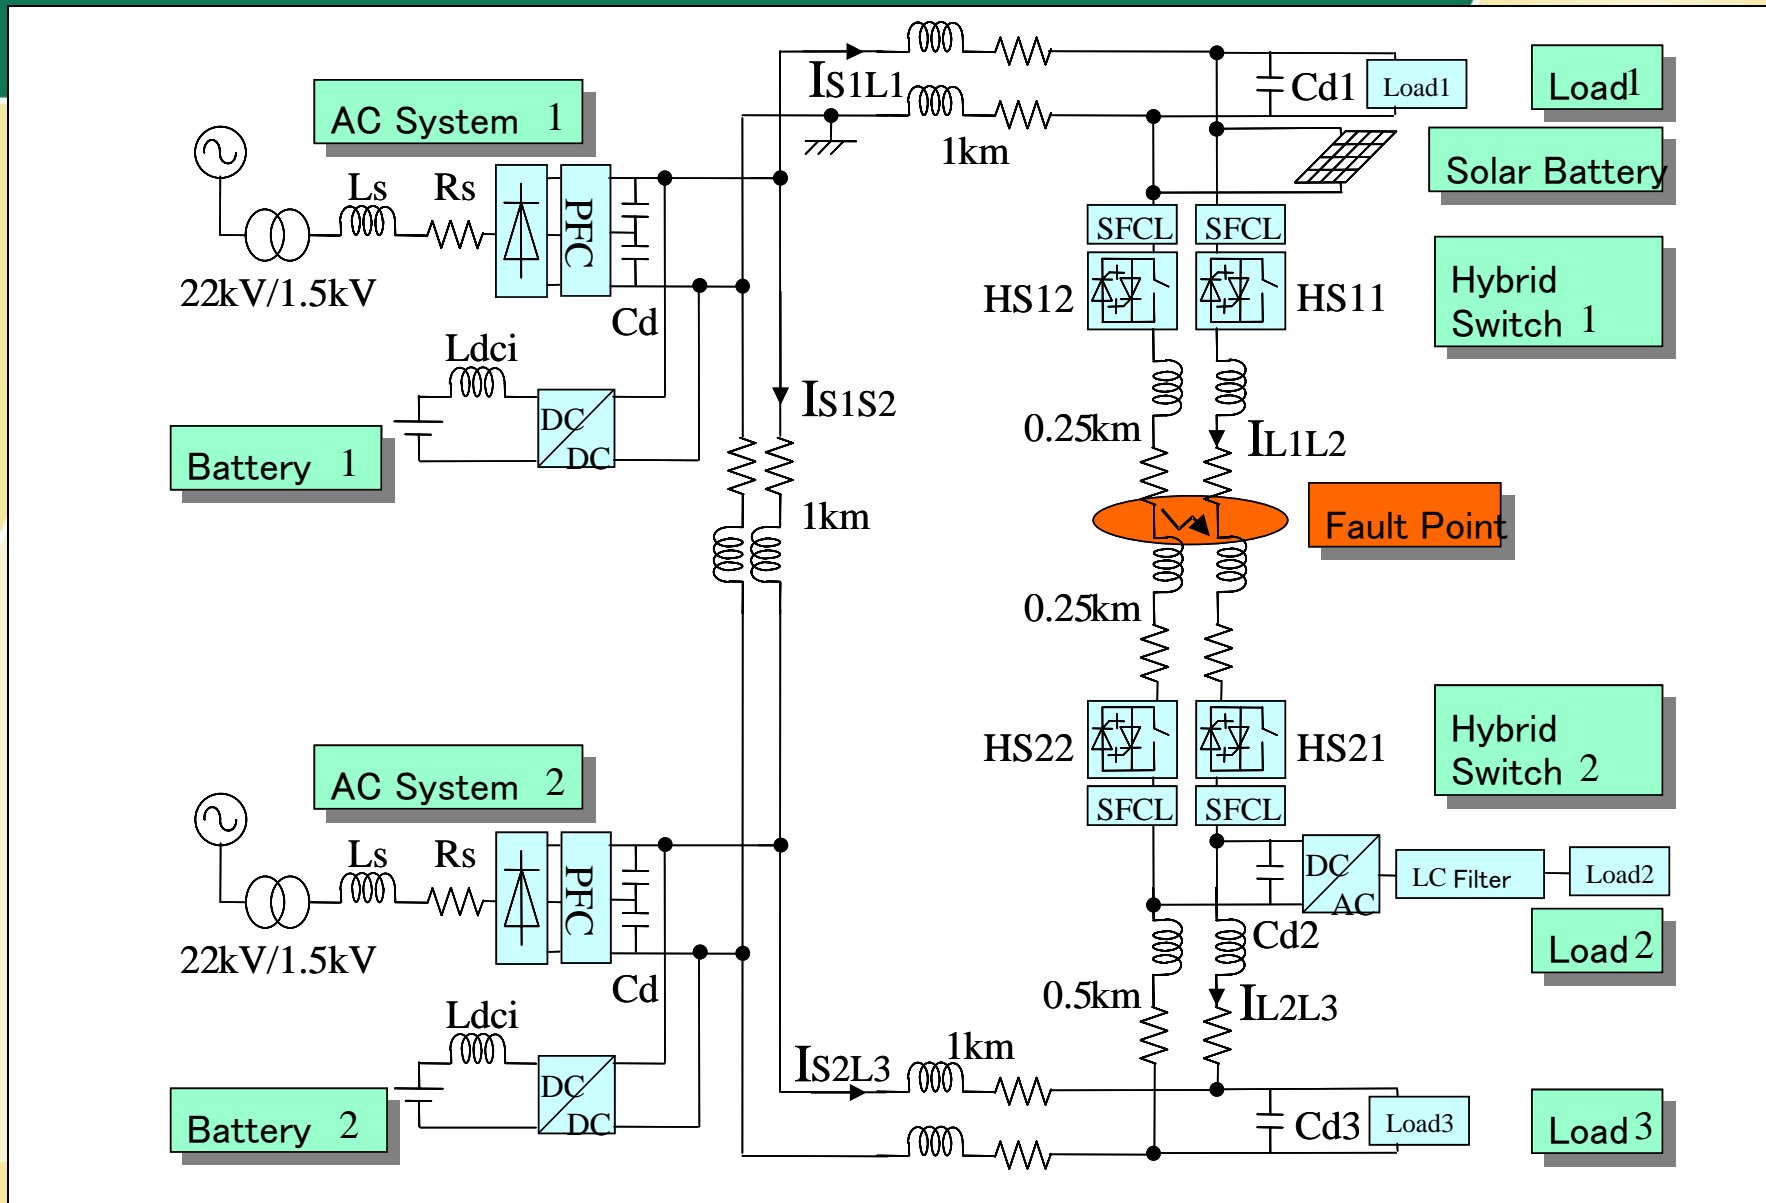 IS1L1
Cd1
Load1
Load1
AC System 1
1km
Solar Battery
Ls
Rs
PFC
SFCL
SFCL
22kV/1.5kV
Cd
HS12
HS11
Hybrid
Switch 1
Ldci
DC
DC
IS1S2
0.25km
IL1L2
Battery 1
1km
Fault Point
0.25km
HS22
HS21
Hybrid
Switch 2
AC System 2
SFCL
SFCL
Ls
Rs
PFC
DC
AC
LC Filter
Load2
22kV/1.5kV
Cd
Cd2
Load 2
Ldci
0.5km
IL2L3
DC
DC
IS2L3
1km
Battery 2
Cd3
Load3
Load 3